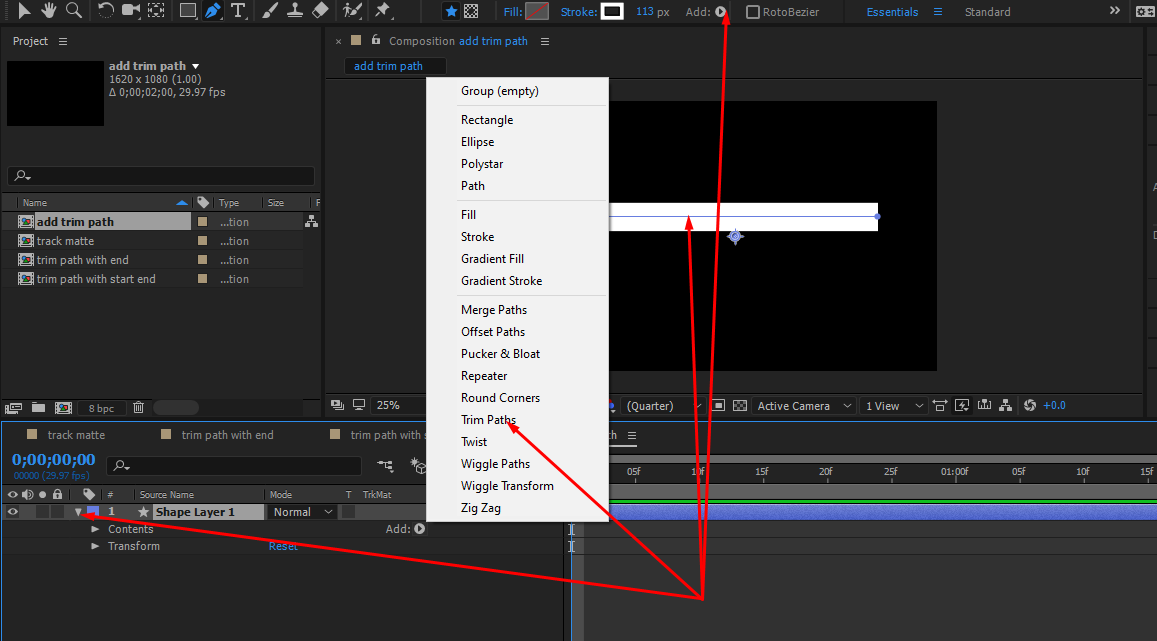 Fill: Stroke: 113 px Add: RotoBezier Essentials Standard
Project
× Composition add trim path
add trim path
add trim path
1620 x 1080 (1.00)
Δ 0;00;02;00, 29.97 fps
Name Type Size
add trim path ...tion
track matte ...tion
trim path with end ...tion
trim path with start end ...tion
8 bpc
Group (empty)
Rectangle
Ellipse
Polystar
Path
Fill
Stroke
Gradient Fill
Gradient Stroke
Merge Paths
Offset Paths
Pucker & Bloat
Repeater
Round Corners
Trim Paths
Twist
Wiggle Paths
Wiggle Transform
Zig Zag
25% (Quarter) Active Camera 1 View +0.0
track matte trim path with end trim path with
0;00;00;00
00000 (29.97 fps)
05f 10f 15f 20f 25f 01:00f 05f 10f 15f
# Source Name Mode T TrkMat
1 Shape Layer 1 Normal
Contents Add:
Transform Reset